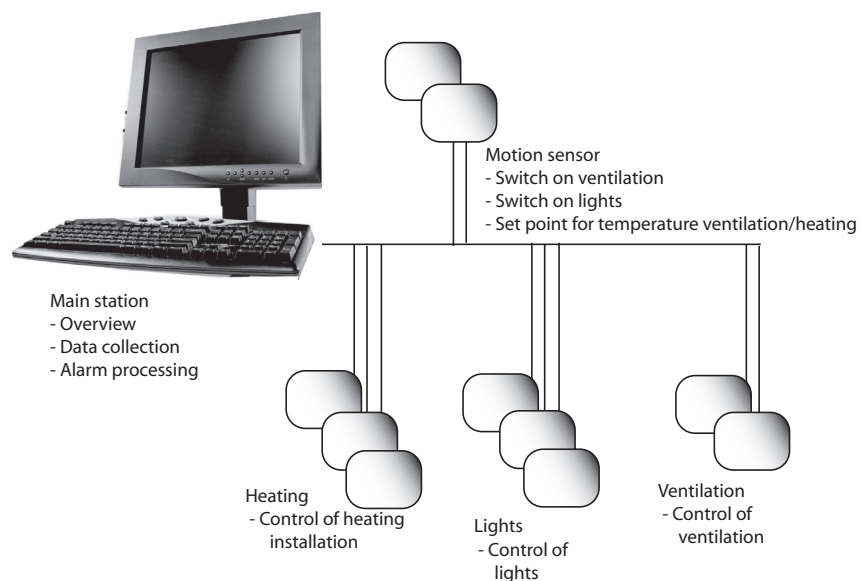 Motion sensor
- Switch on ventilation
- Switch on lights
- Set point for temperature ventilation/heating
Main station
- Overview
- Data collection
- Alarm processing
Heating
- Control of heating
installation
Lights
- Control of
lights
Ventilation
- Control of
ventilation